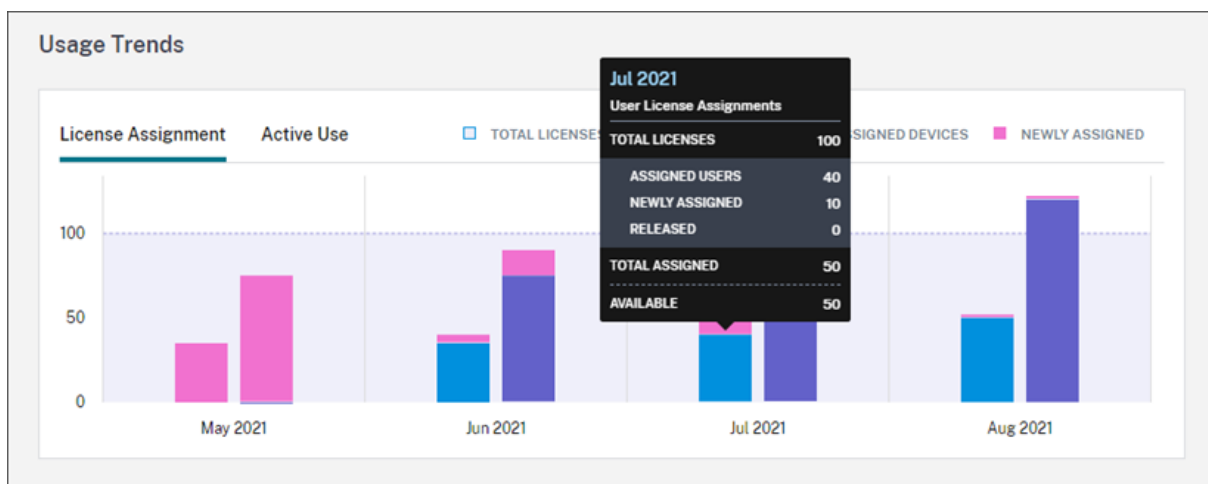 Usage Trends
License Assignment Active Use TOTAL LICENSES SIGNED DEVICES NEWLY ASSIGNED
Jul 2021
User License Assignments
TOTAL LICENSES 100
ASSIGNED USERS 40
NEWLY ASSIGNED 10
RELEASED 0
TOTAL ASSIGNED 50
AVAILABLE 50
100
50
0
May 2021 Jun 2021 Jul 2021 Aug 2021